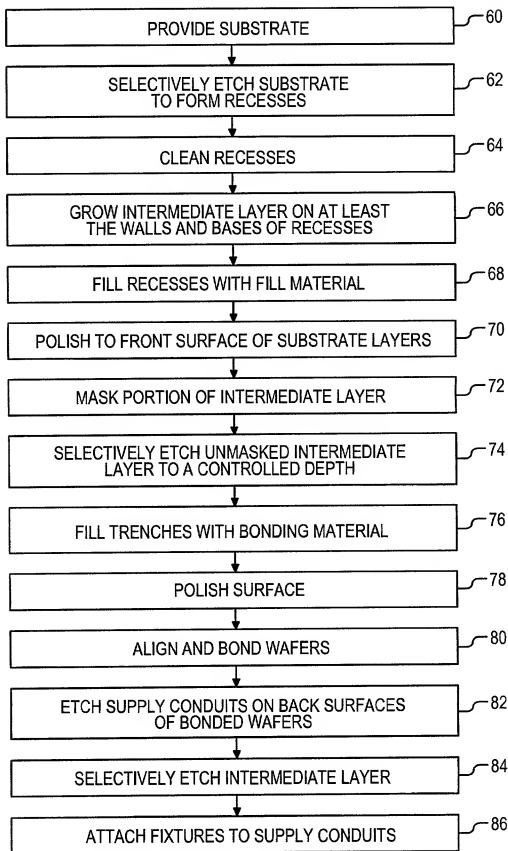 PROVIDE SUBSTRATE
60
SELECTIVELY ETCH SUBSTRATE
TO FORM RECESSES
62
CLEAN RECESSES
64
GROW INTERMEDIATE LAYER ON AT LEAST
THE WALLS AND BASES OF RECESSES
66
FILL RECESSES WITH FILL MATERIAL
68
POLISH TO FRONT SURFACE OF SUBSTRATE LAYERS
70
MASK PORTION OF INTERMEDIATE LAYER
72
SELECTIVELY ETCH UNMASKED INTERMEDIATE
LAYER TO A CONTROLLED DEPTH
74
FILL TRENCHES WITH BONDING MATERIAL
76
POLISH SURFACE
78
ALIGN AND BOND WAFERS
80
ETCH SUPPLY CONDUITS ON BACK SURFACES
OF BONDED WAFERS
82
SELECTIVELY ETCH INTERMEDIATE LAYER
84
ATTACH FIXTURES TO SUPPLY CONDUITS
86